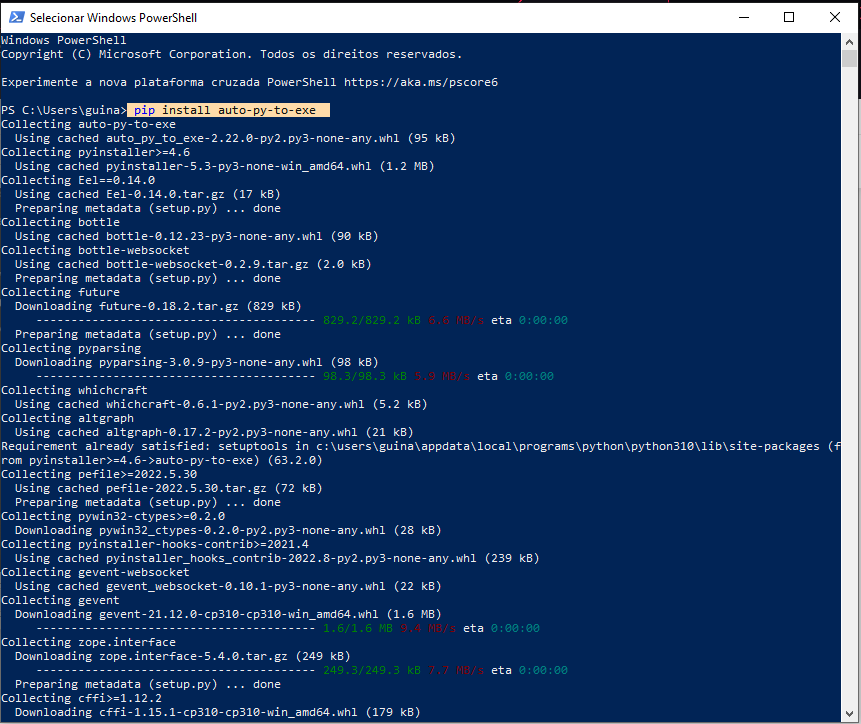 Selecionar Windows PowerShell
Windows PowerShell
Copyright (C) Microsoft Corporation. Todos os direitos reservados.
Experimente a nova plataforma cruzada PowerShell https://aka.ms/pscore6
PS C:\Users\guina> pip install auto-py-to-exe
Collecting auto-py-to-exe
  Using cached auto_py_to_exe-2.22.0-py2.py3-none-any.whl (95 kB)
Collecting pyinstaller>=4.6
  Using cached pyinstaller-5.3-py3-none-win_amd64.whl (1.2 MB)
Collecting Eel==0.14.0
  Using cached Eel-0.14.0.tar.gz (17 kB)
  Preparing metadata (setup.py) ... done
Collecting bottle
  Using cached bottle-0.12.23-py3-none-any.whl (90 kB)
Collecting bottle-websocket
  Using cached bottle-websocket-0.2.9.tar.gz (2.0 kB)
  Preparing metadata (setup.py) ... done
Collecting future
  Downloading future-0.18.2.tar.gz (829 kB)
     ---------------------------------------- 829.2/829.2 kB 6.6 MB/s eta 0:00:00
  Preparing metadata (setup.py) ... done
Collecting pyparsing
  Downloading pyparsing-3.0.9-py3-none-any.whl (98 kB)
     ---------------------------------------- 98.3/98.3 kB 5.9 MB/s eta 0:00:00
Collecting whichcraft
  Using cached whichcraft-0.6.1-py2.py3-none-any.whl (5.2 kB)
Collecting altgraph
  Using cached altgraph-0.17.2-py2.py3-none-any.whl (21 kB)
Requirement already satisfied: setuptools in c:\users\guina\appdata\local\programs\python\python310\lib\site-packages (f
rom pyinstaller>=4.6->auto-py-to-exe) (63.2.0)
Collecting pefile>=2022.5.30
  Using cached pefile-2022.5.30.tar.gz (72 kB)
  Preparing metadata (setup.py) ... done
Collecting pywin32-ctypes>=0.2.0
  Downloading pywin32_ctypes-0.2.0-py2.py3-none-any.whl (28 kB)
Collecting pyinstaller-hooks-contrib>=2021.4
  Using cached pyinstaller_hooks_contrib-2022.8-py2.py3-none-any.whl (239 kB)
Collecting gevent-websocket
  Using cached gevent_websocket-0.10.1-py3-none-any.whl (22 kB)
Collecting gevent
  Downloading gevent-21.12.0-cp310-cp310-win_amd64.whl (1.6 MB)
     ---------------------------------------- 1.6/1.6 MB 9.4 MB/s eta 0:00:00
Collecting zope.interface
  Downloading zope.interface-5.4.0.tar.gz (249 kB)
     ---------------------------------------- 249.3/249.3 kB 7.7 MB/s eta 0:00:00
  Preparing metadata (setup.py) ... done
Collecting cffi>=1.12.2
  Downloading cffi-1.15.1-cp310-cp310-win_amd64.whl (179 kB)